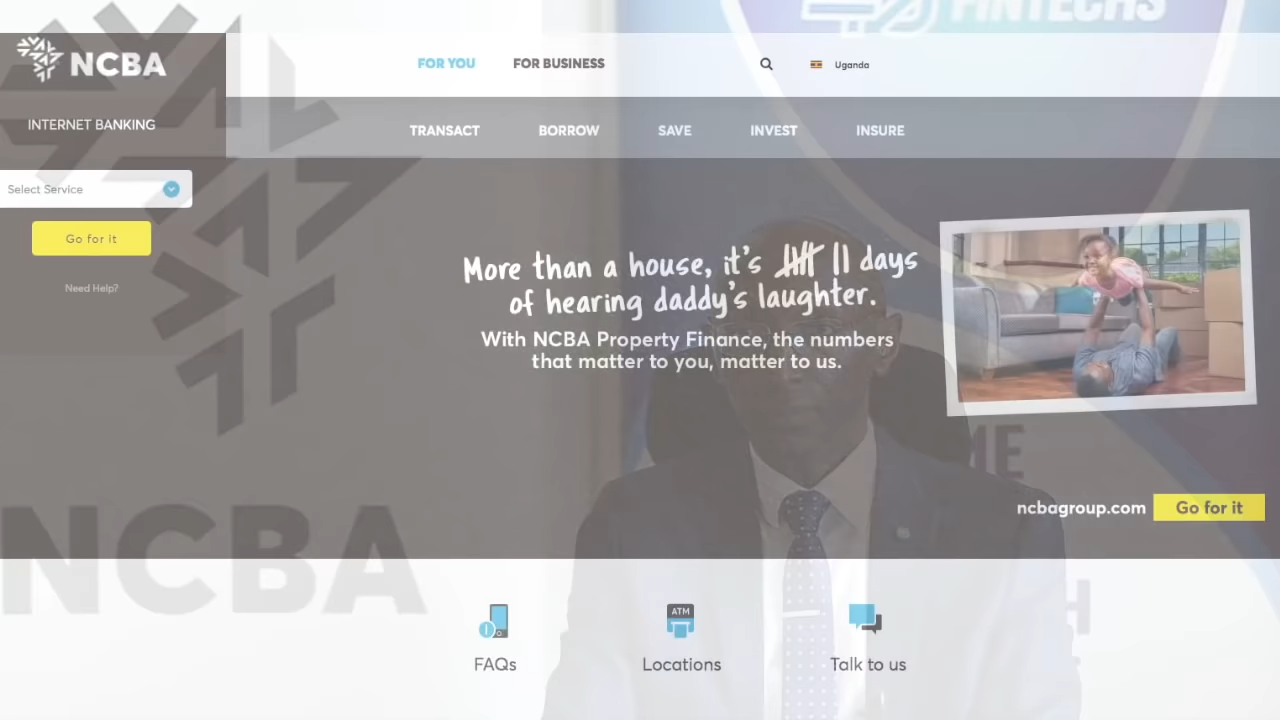 FINTECHS
NCBA
FOR YOU
FOR BUSINESS
Uganda
INTERNET BANKING
TRANSACT
BORROW
SAVE
INVEST
INSURE
Select Service
Go for it
Need Help?
More than a house, it's 卌 || days
of hearing daddy's laughter.
With NCBA Property Finance, the numbers
that matter to you, matter to us.
ncbagroup.com
Go for it
NCBA
FAQs
ATM
Locations
Talk to us